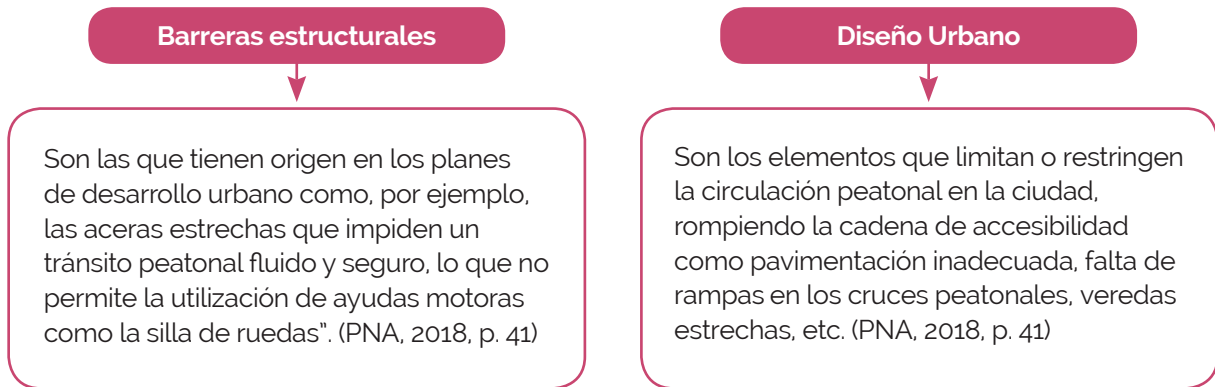 Barreras estructurales
Son las que tienen origen en los planes
de desarrollo urbano como, por ejemplo,
las aceras estrechas que impiden un
tránsito peatonal fluido y seguro, lo que no
permite la utilización de ayudas motoras
como la silla de ruedas”. (PNA, 2018, p. 41)
Diseño Urbano
Son los elementos que limitan o restringen
la circulación peatonal en la ciudad,
rompiendo la cadena de accesibilidad
como pavimentación inadecuada, falta de
rampas en los cruces peatonales, veredas
estrechas, etc. (PNA, 2018, p. 41)